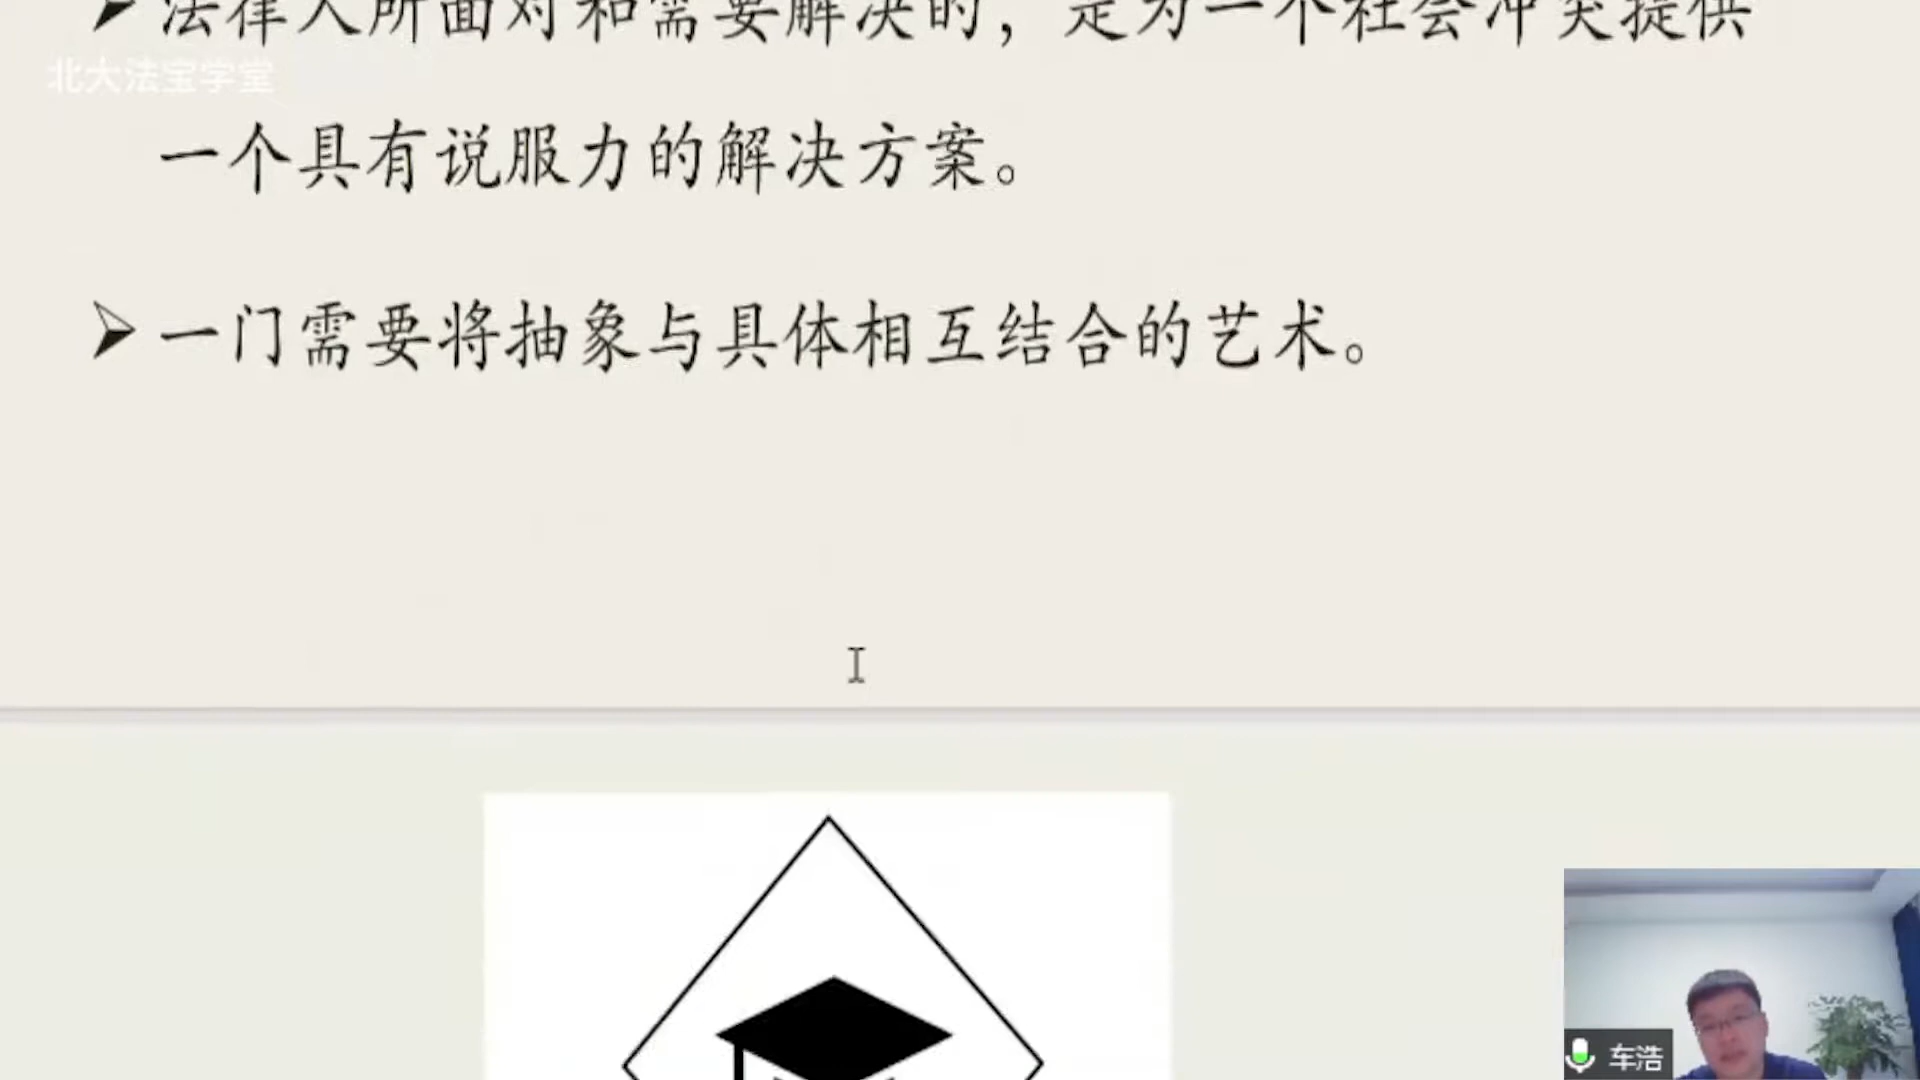 法律人所面对和需要解决的，是为一个社会冲突提供
北大法宝学堂
一个具有说服力的解决方案。
一门需要将抽象与具体相互结合的艺术。
车浩